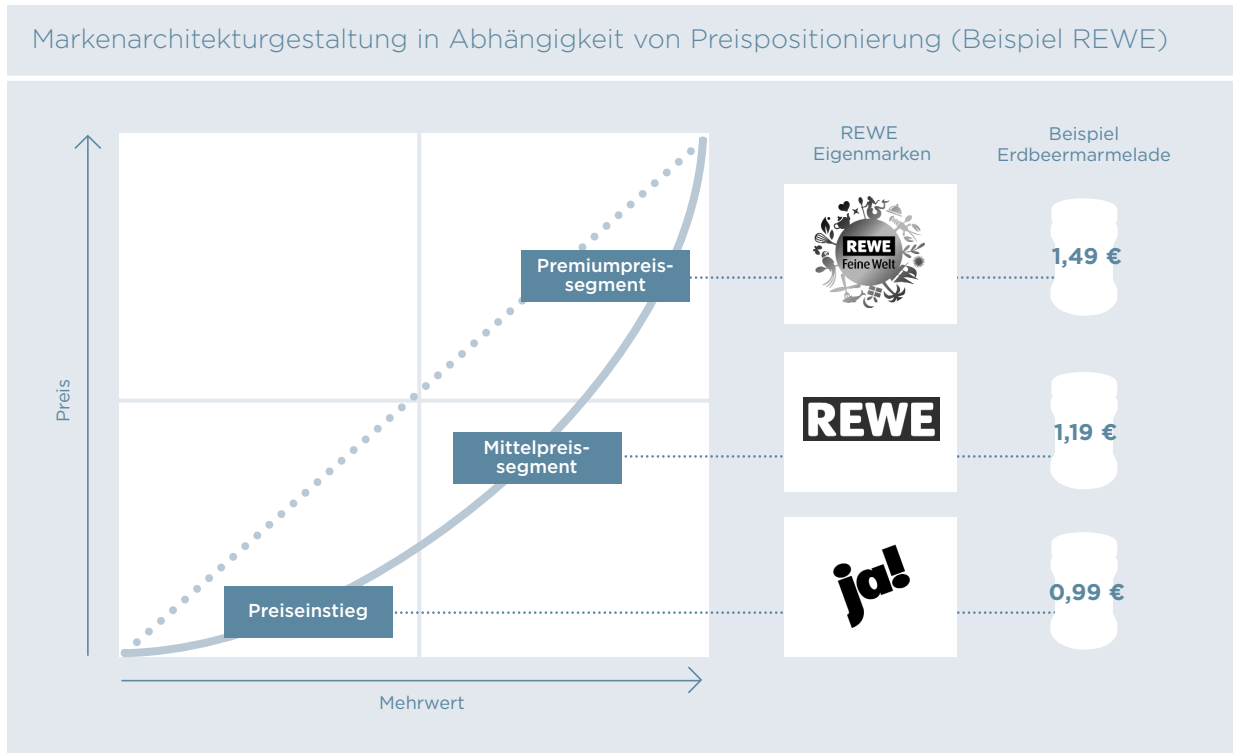 Markenarchitekturgestaltung in Abhängigkeit von Preispositionierung (Beispiel REWE)
REWE
Eigenmarken
Beispiel
Erdbeermarmelade
Preis
Premiumpreis-
segment
REWE
Feine Welt
1,49 €
Mittelpreis-
segment
REWE
1,19 €
Preiseinstieg
ja!
0,99 €
Mehrwert